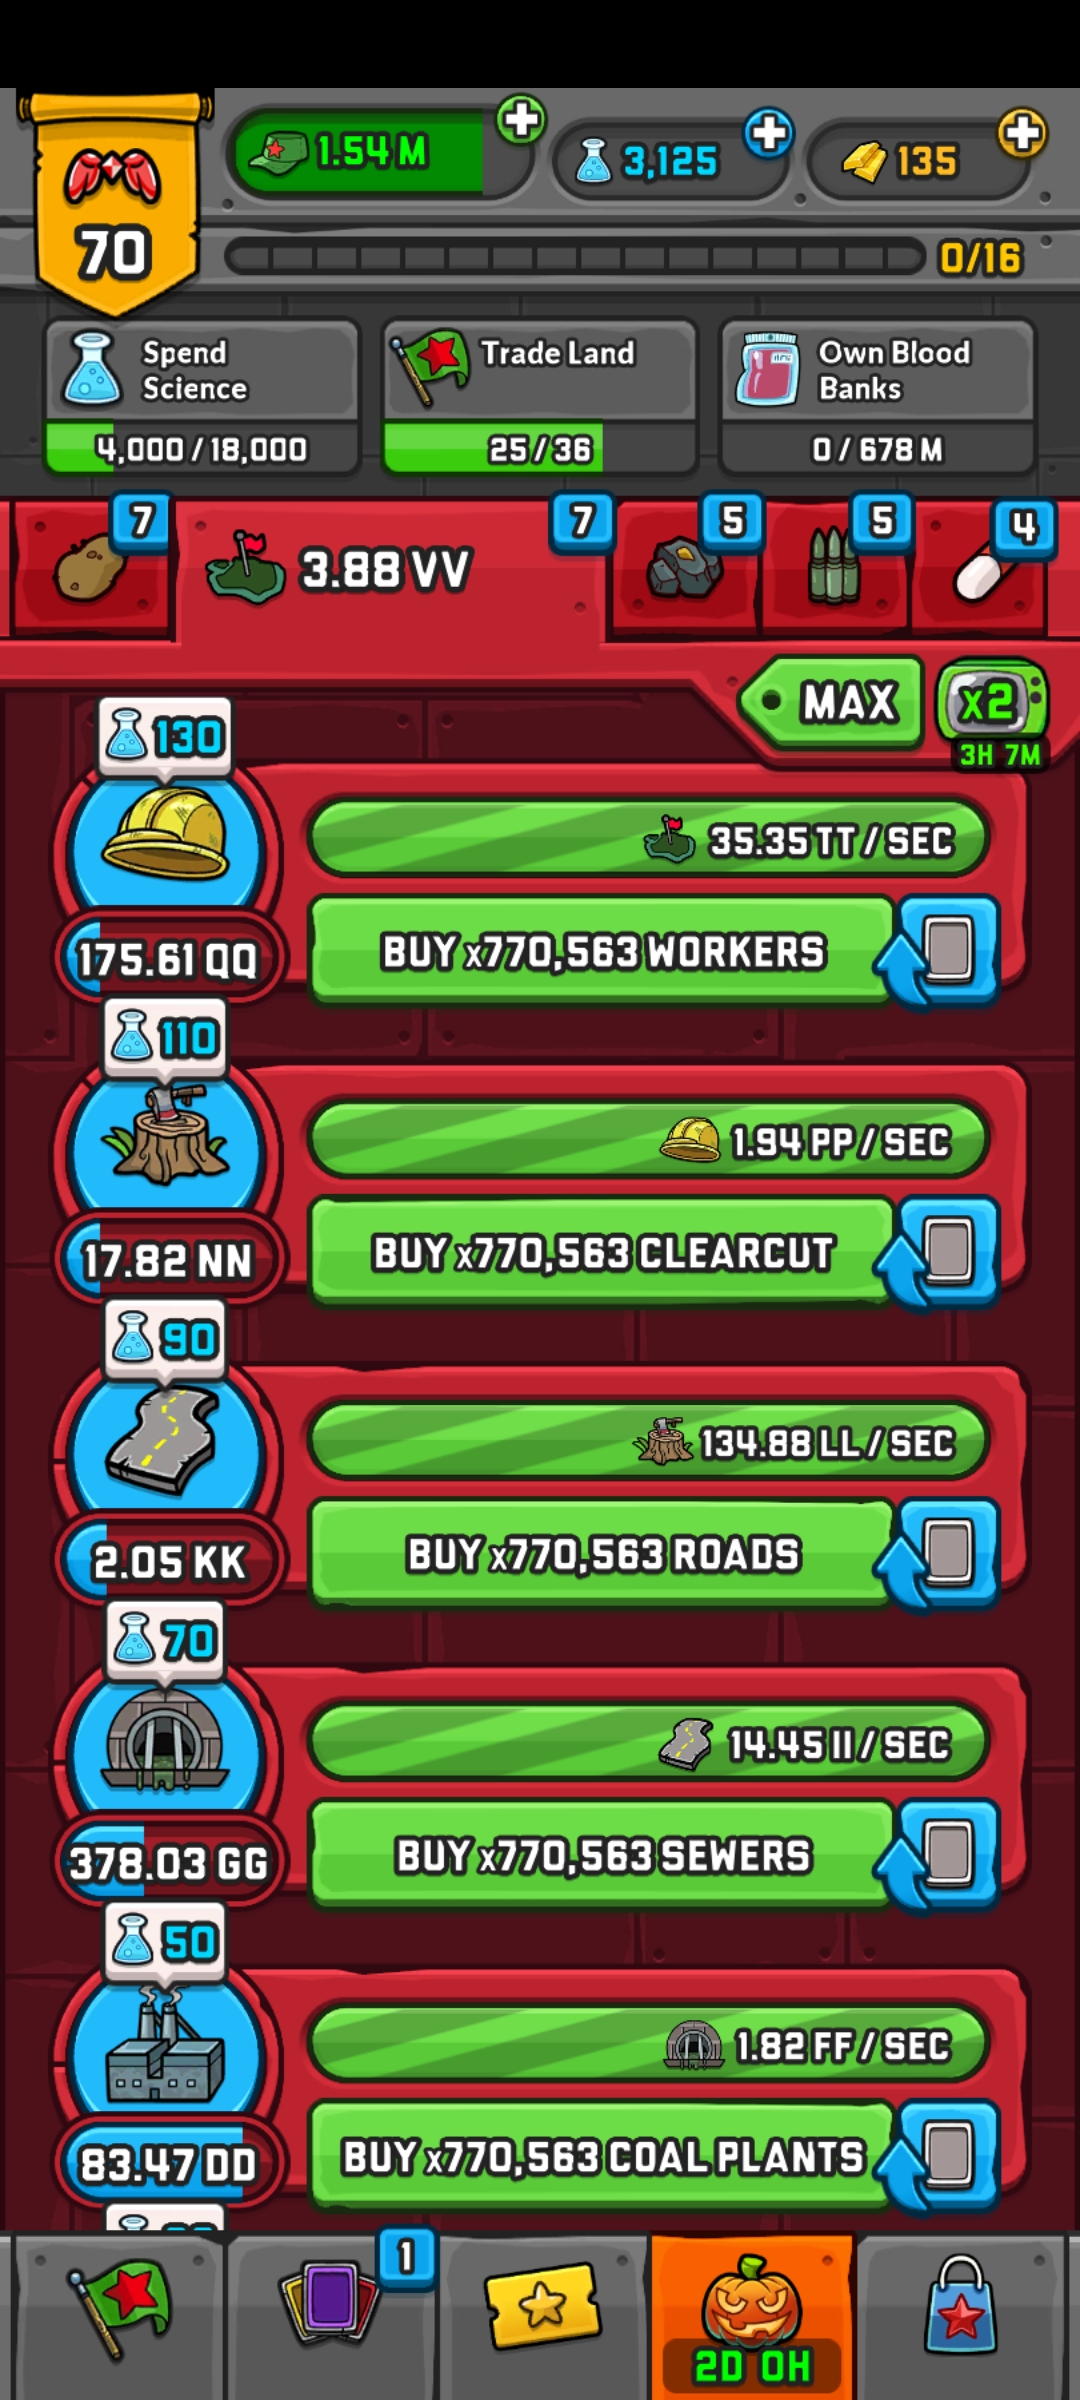 70
1.54 M
3,125
135
0/16
Spend
Science
4,000/18,000
Trade Land
25/36
Own Blood
Banks
0/678 M
7
3.88 VV
7
5
5
4
MAX
x2
3H 7M
130
35.35 TT/SEC
175.61 QQ
BUY x770,563 WORKERS
110
1.94 PP/SEC
17.82 NN
BUY x770,563 CLEARCUT
90
134.88 LL/SEC
2.05 KK
BUY x770,563 ROADS
70
14.45 II/SEC
378.03 GG
BUY x770,563 SEWERS
50
1.82 FF/SEC
83.47 DD
BUY x770,563 COAL PLANTS
1
2D 0H